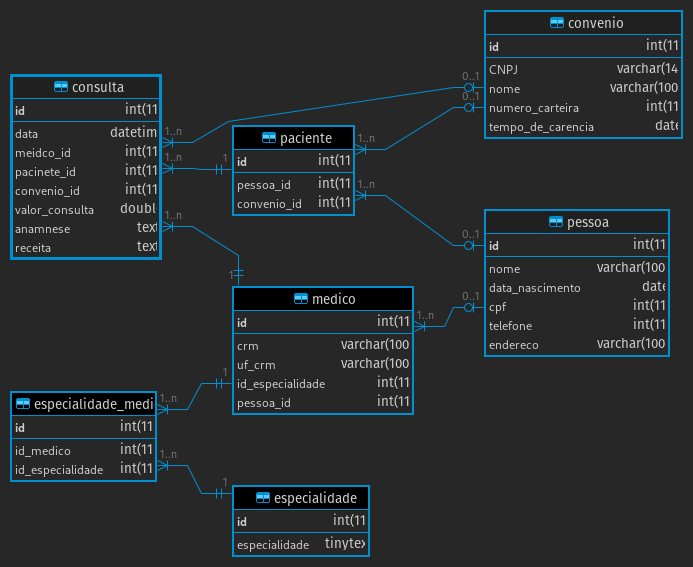 convenio
id int(11
CNPJ varchar(14
nome varchar(100
numero_carteira int(11
tempo_de_carencia date
0..1
0..1
consulta
id int(11
data datetim
meidco_id int(11
pacinete_id int(11
convenio_id int(11
valor_consulta doubl
anamnese text
receita text
1..n
1..n
1..n
1
paciente
id int(11
pessoa_id int(11
convenio_id int(11
1..n
1..n
pessoa
id int(11
nome varchar(100
data_nascimento date
cpf int(11
telefone int(11
endereco varchar(100
0..1
0..1
1
medico
id int(11
crm varchar(100
uf_crm varchar(100
id_especialidade int(11
pessoa_id int(11
1..n
1
especialidade_medi
id int(11
id_medico int(11
id_especialidade int(11
1..n
1..n
1
especialidade
id int(11
especialidade tinytex